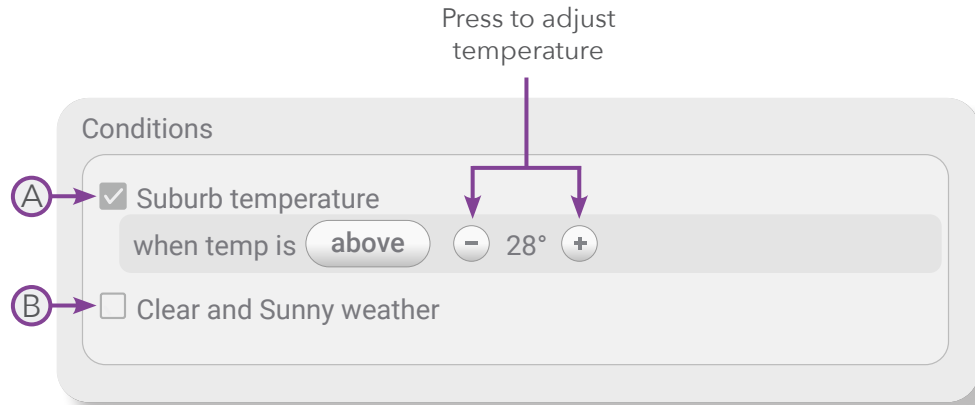 Press to adjust
temperature
Conditions
A
Suburb temperature
when temp is above - 28° +
B
Clear and Sunny weather